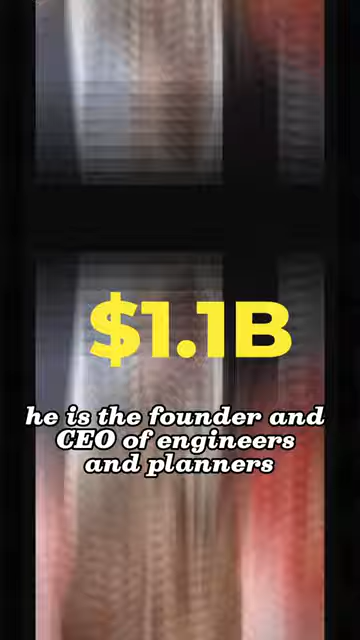 $1.1B
he is the founder and
CEO of engineers
and planners